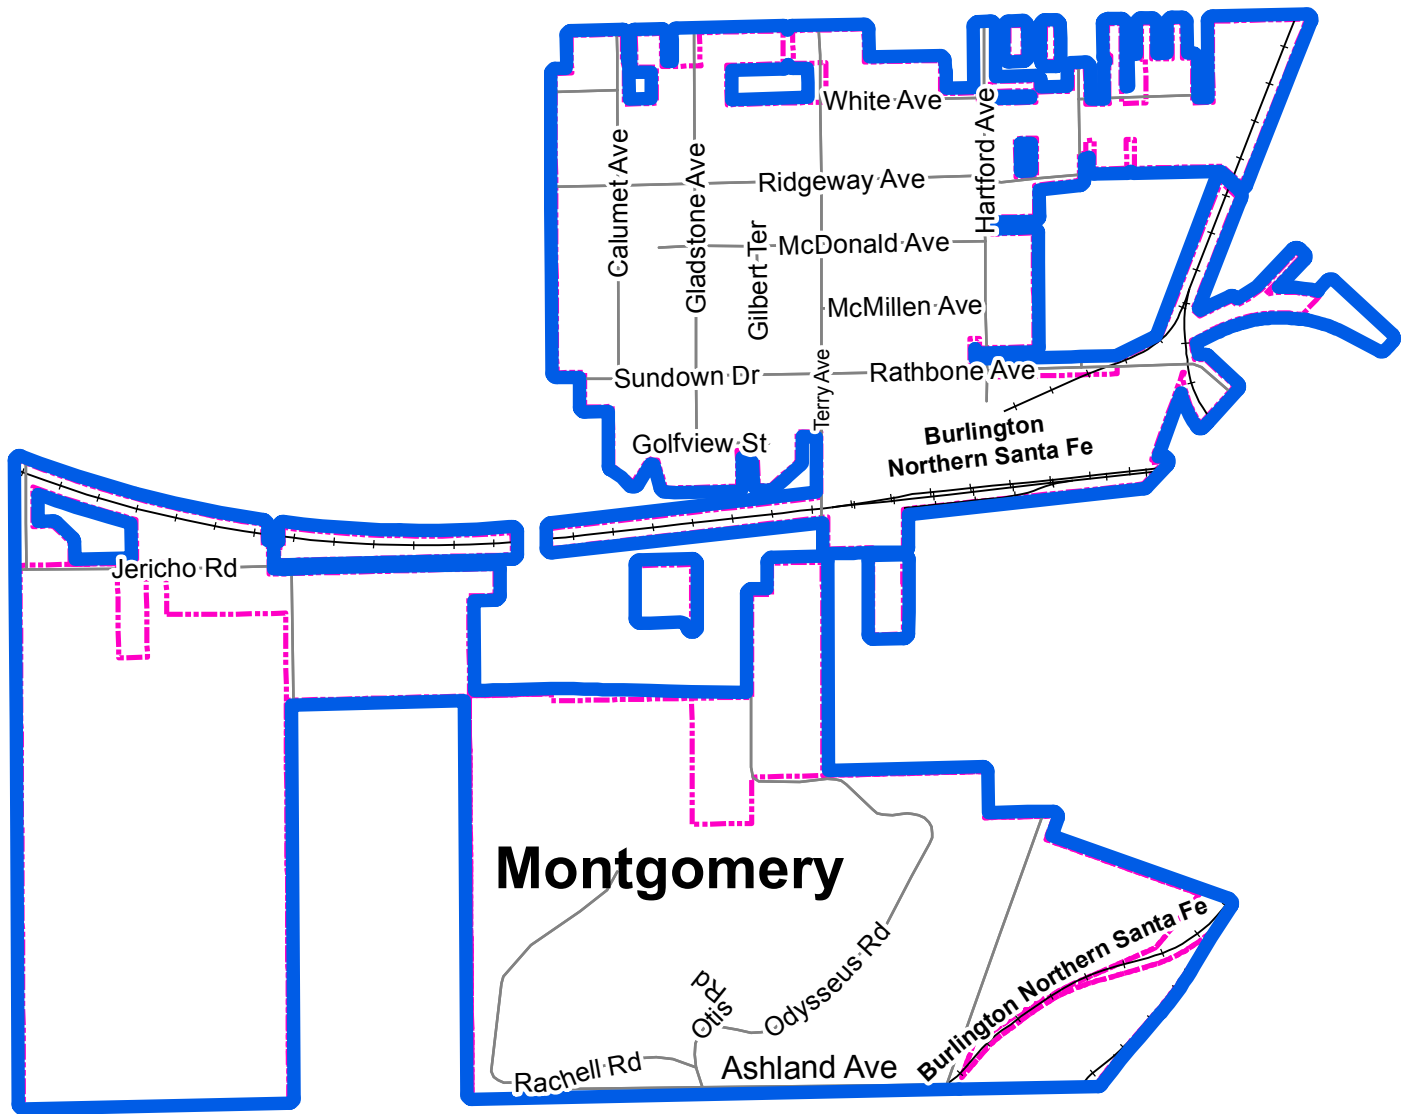 White Ave
Hartford Ave
Calumet Ave
Gladstone Ave
Ridgeway Ave
Gilbert Ter
McDonald Ave
McMillen Ave
Sundown Dr
Terry Ave
Rathbone Ave
Golfview St
Burlington
Northern Santa Fe
Jericho Rd
Montgomery
Burlington Northern Santa Fe
Odysseus Rd
Otis
Rd
Rachell Rd
Ashland Ave